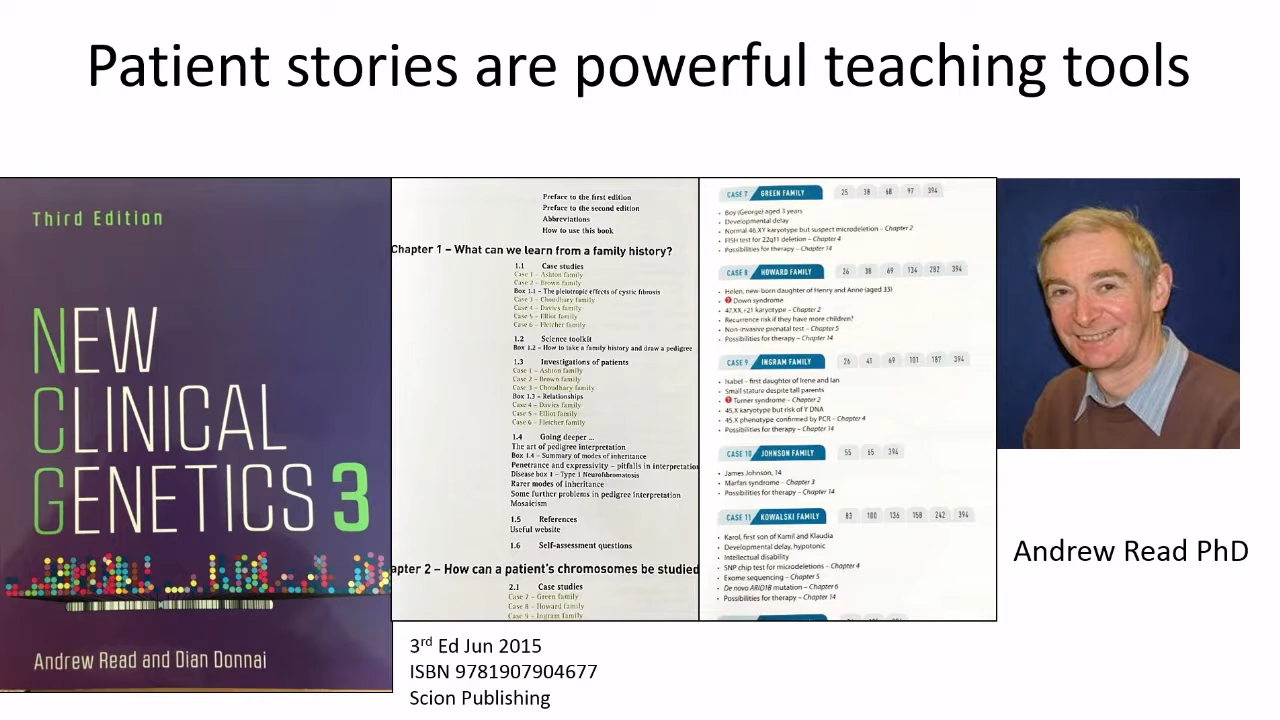 Patient stories are powerful teaching tools
Third Edition
NEW
CLINICAL
GENETICS 3
Andrew Read and Dian Donnai
Preface to the first edition
Preface to the second edition
Abbreviations
How to use this book
Chapter 1 – What can we learn from a family history?
1.1 Case studies
Case 1 – Ashton family
Case 2 – Brown family
Box 1.1 – The pleiotropic effects of cystic fibrosis
Case 3 – Choudhary family
Case 4 – Davies family
Case 5 – Elliot family
Case 6 – Fletcher family
1.2 Science toolkit
Box 1.2 – How to take a family history and draw a pedigree
1.3 Investigations of patients
Case 1 – Ashton family
Case 2 – Brown family
Case 3 – Choudhary family
Box 1.3 – Relationships
Case 4 – Davies family
Case 5 – Elliot family
Case 6 – Fletcher family
1.4 Going deeper ...
The art of pedigree interpretation
Box 1.4 – Summary of modes of inheritance
Penetrance and expressivity – pitfalls in interpretation
Disease box 1 – Type 1 Neurofibromatosis
Rarer modes of inheritance
Some further problems in pedigree interpretation
Mosaicism
1.5 References
Useful website
1.6 Self-assessment questions
apter 2 – How can a patient's chromosomes be studied
2.1 Case studies
Case 7 – Green family
Case 8 – Howard family
Case 9 – Ingram family
CASE 7 GREEN FAMILY 25 38 68 97 394
• Boy (George) aged 3 years
• Developmental delay
• Normal 46,XY karyotype but suspect microdeletion – Chapter 2
• FISH test for 22q11 deletion – Chapter 4
• Possibilities for therapy – Chapter 14
CASE 8 HOWARD FAMILY 26 38 69 134 282 394
• Helen, new-born daughter of Henry and Anne (aged 33)
• Down syndrome
• 47,XX,+21 karyotype – Chapter 2
• Recurrence risk if they have more children?
• Non-invasive prenatal test – Chapter 5
• Possibilities for therapy – Chapter 14
CASE 9 INGRAM FAMILY 26 41 69 101 187 394
• Isabel – first daughter of Irene and Ian
• Small stature despite tall parents
• Turner syndrome – Chapter 2
• 45,X karyotype but risk of Y DNA
• 45,X phenotype confirmed by PCR – Chapter 4
• Possibilities for therapy – Chapter 14
CASE 10 JOHNSON FAMILY 55 65 394
• James Johnson, 14
• Marfan syndrome – Chapter 3
• Possibilities for therapy – Chapter 14
CASE 11 KOWALSKI FAMILY 83 100 136 158 242 394
• Karol, first son of Kamil and Klaudia
• Developmental delay, hypotonic
• Intellectual disability
• SNP chip test for microdeletions – Chapter 4
• Exome sequencing – Chapter 5
• De novo ARID1B mutation – Chapter 6
• Possibilities for therapy – Chapter 14
Andrew Read PhD
3rd Ed Jun 2015
ISBN 9781907904677
Scion Publishing